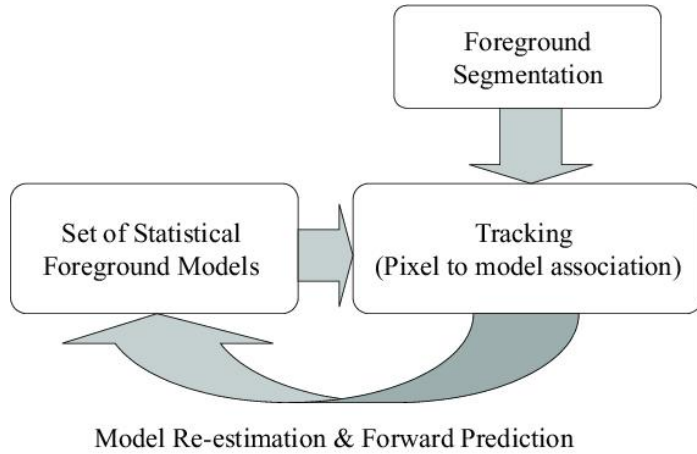 Foreground
Segmentation
Set of Statistical
Foreground Models
Tracking
(Pixel to model association)
Model Re-estimation & Forward Prediction